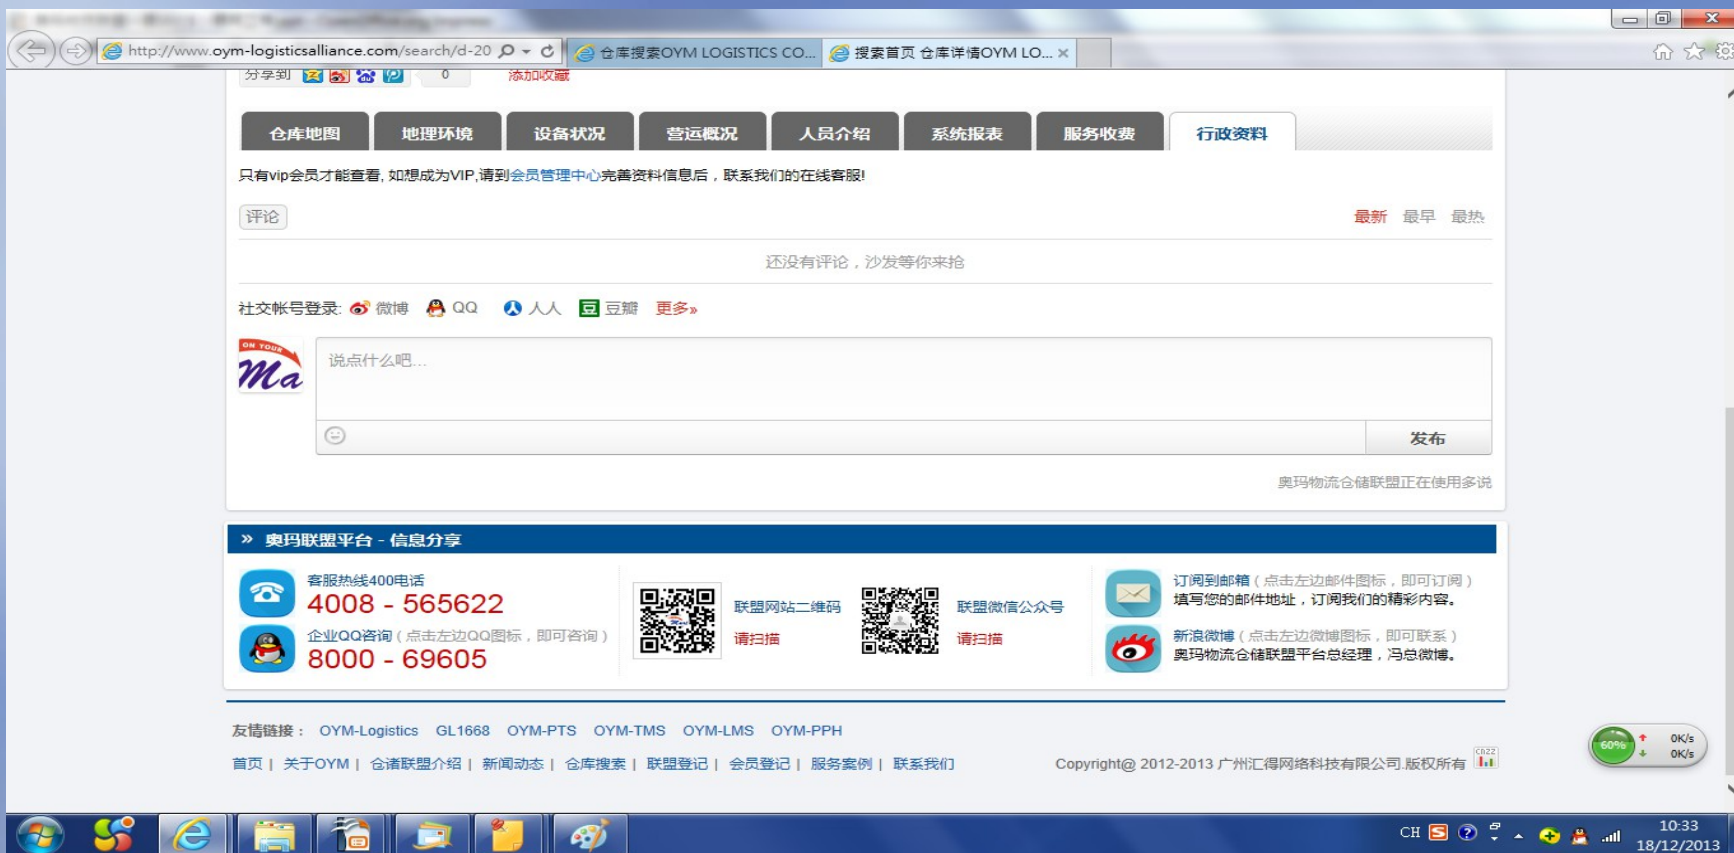 http://www.oym-logisticsalliance.com/search/d-20
仓库搜索OYM LOGISTICS CO...
搜索首页 仓库详情OYM LO...
分享到 0 添加收藏
仓库地图 地理环境 设备状况 营运概况 人员介绍 系统报表 服务收费 行政资料
只有vip会员才能查看, 如想成为VIP,请到会员管理中心完善资料信息后，联系我们的在线客服!
评论 最新 最早 最热
还没有评论，沙发等你来抢
社交帐号登录: 微博 QQ 人人 豆 豆瓣 更多»
ON TOUR
Ma
说点什么吧...
发布
奥玛物流仓储联盟正在使用多说
» 奥玛联盟平台 - 信息分享
客服热线400电话
4008 - 565622
企业QQ咨询 ( 点击左边QQ图标，即可咨询 )
8000 - 69605
联盟网站二维码
请扫描
联盟微信公众号
请扫描
订阅到邮箱 ( 点击左边邮件图标，即可订阅 )
填写您的邮件地址，订阅我们的精彩内容。
新浪微博 ( 点击左边微博图标，即可联系 )
奥玛物流仓储联盟平台总经理，冯总微博。
友情链接： OYM-Logistics GL1668 OYM-PTS OYM-TMS OYM-LMS OYM-PPH
首页 | 关于OYM | 仓诸联盟介绍 | 新闻动态 | 仓库搜索 | 联盟登记 | 会员登记 | 服务案例 | 联系我们
Copyright@ 2012-2013 广州汇得网络科技有限公司.版权所有
CNZZ
60% 0K/s
0K/s
CH
10:33
18/12/2013